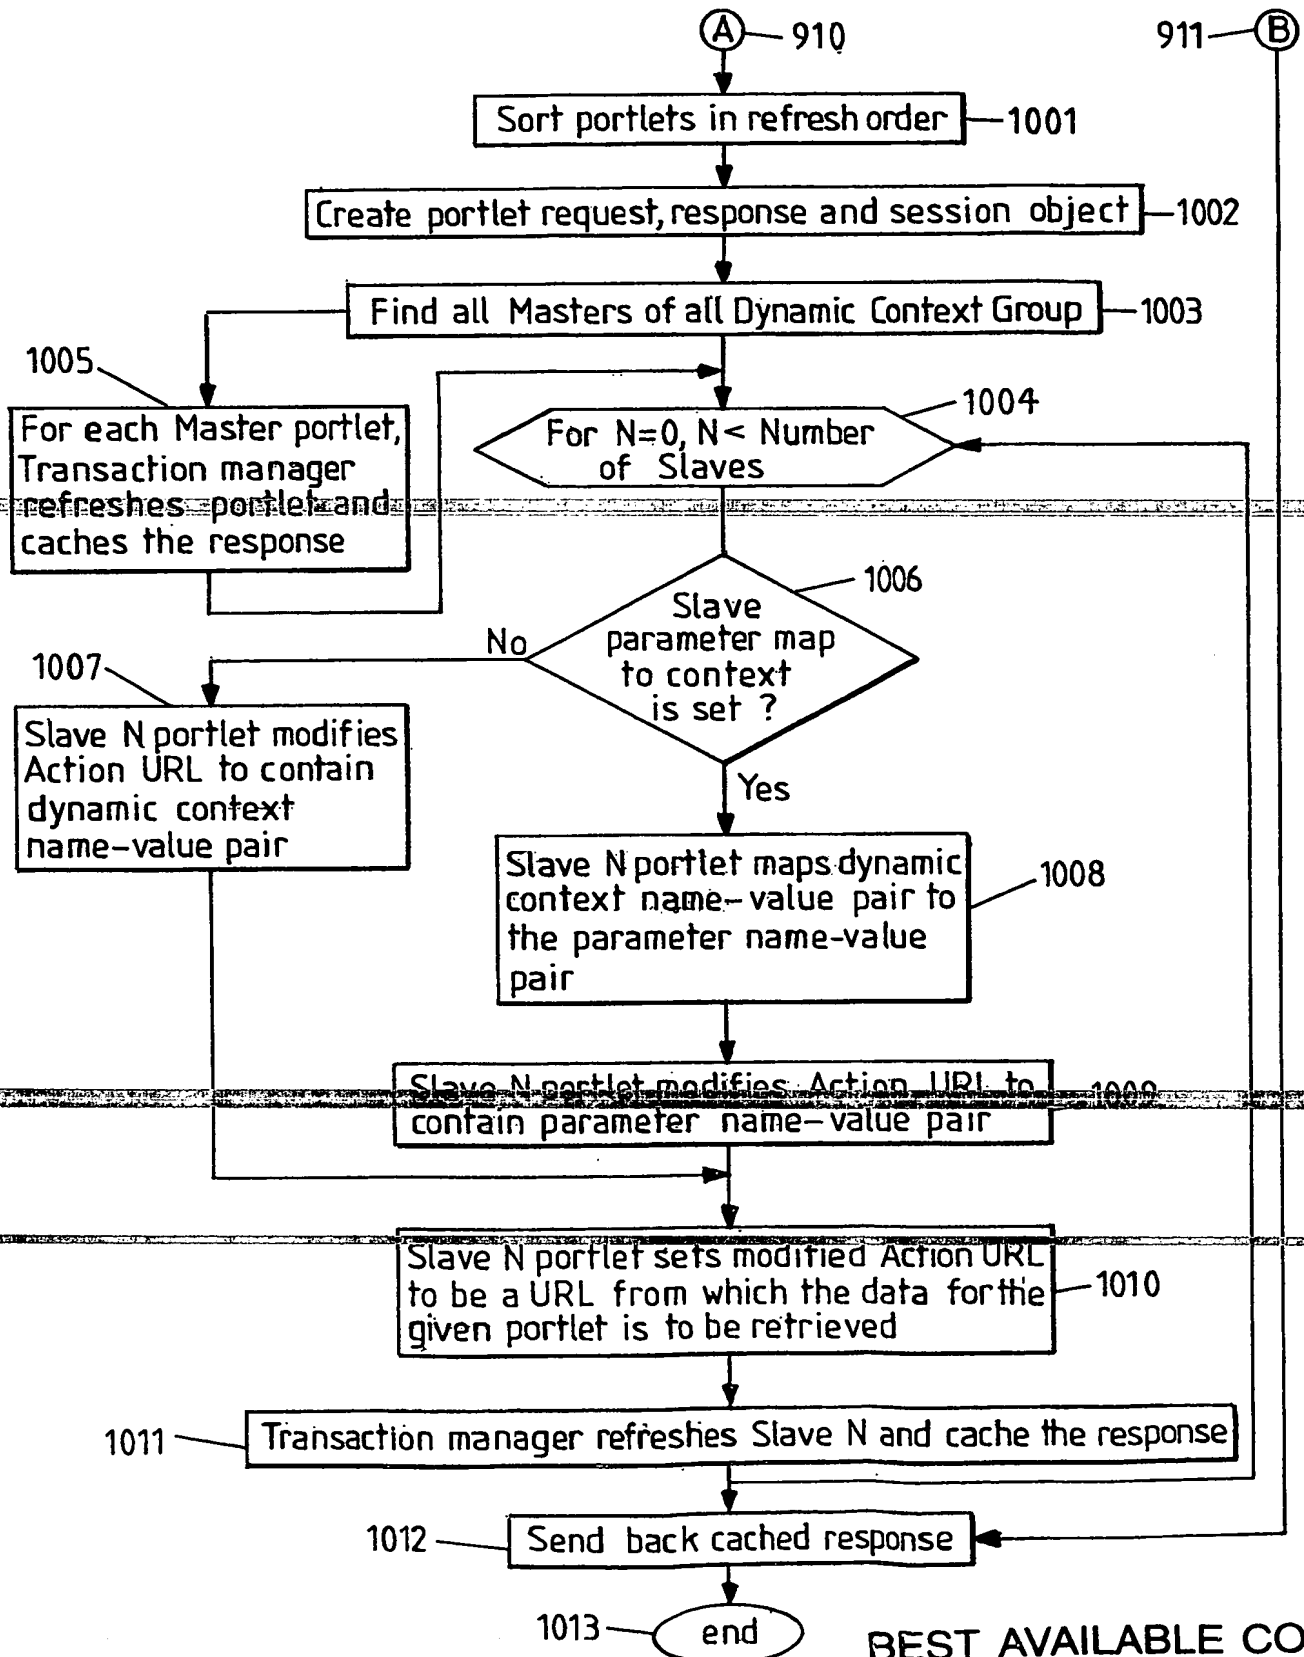 A
910
911
B
Sort portlets in refresh order
1001
Create portlet request, response and session object
1002
Find all Masters of all Dynamic Context Group
1003
1005
For each Master portlet,
Transaction manager
refreshes portlet and
caches the response
1004
For N=0, N< Number
of Slaves
1006
Slave
parameter map
to context
is set ?
No
Yes
1007
Slave N portlet modifies
Action URL to contain
dynamic context
name-value pair
Slave N portlet maps dynamic
context name-value pair to
the parameter name-value
pair
1008
Slave N portlet modifies Action URL to
contain parameter name-value pair
1009
Slave N portlet sets modified Action URL
to be a URL from which the data for the
given portlet is to be retrieved
1010
1011
Transaction manager refreshes Slave N and cache the response
1012
Send back cached response
1013
end
BEST AVAILABLE CO